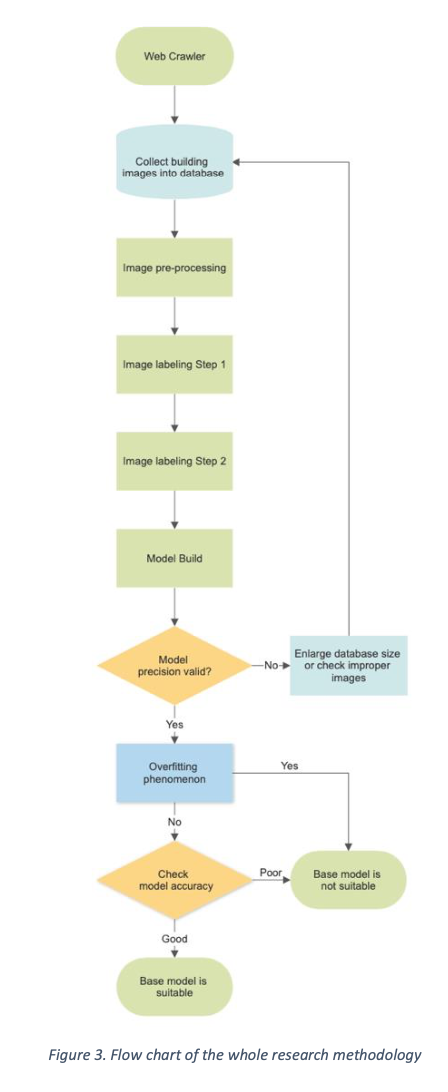 Web Crawler
Collect building
images into database
Image pre-processing
Image labeling Step 1
Image labeling Step 2
Model Build
Model
precision valid?
No
Enlarge database size
or check improper
images
Yes
Overfitting
phenomenon
Yes
No
Check
model accuracy
Poor
Base model is
not suitable
Good
Base model is
suitable
Figure 3. Flow chart of the whole research methodology